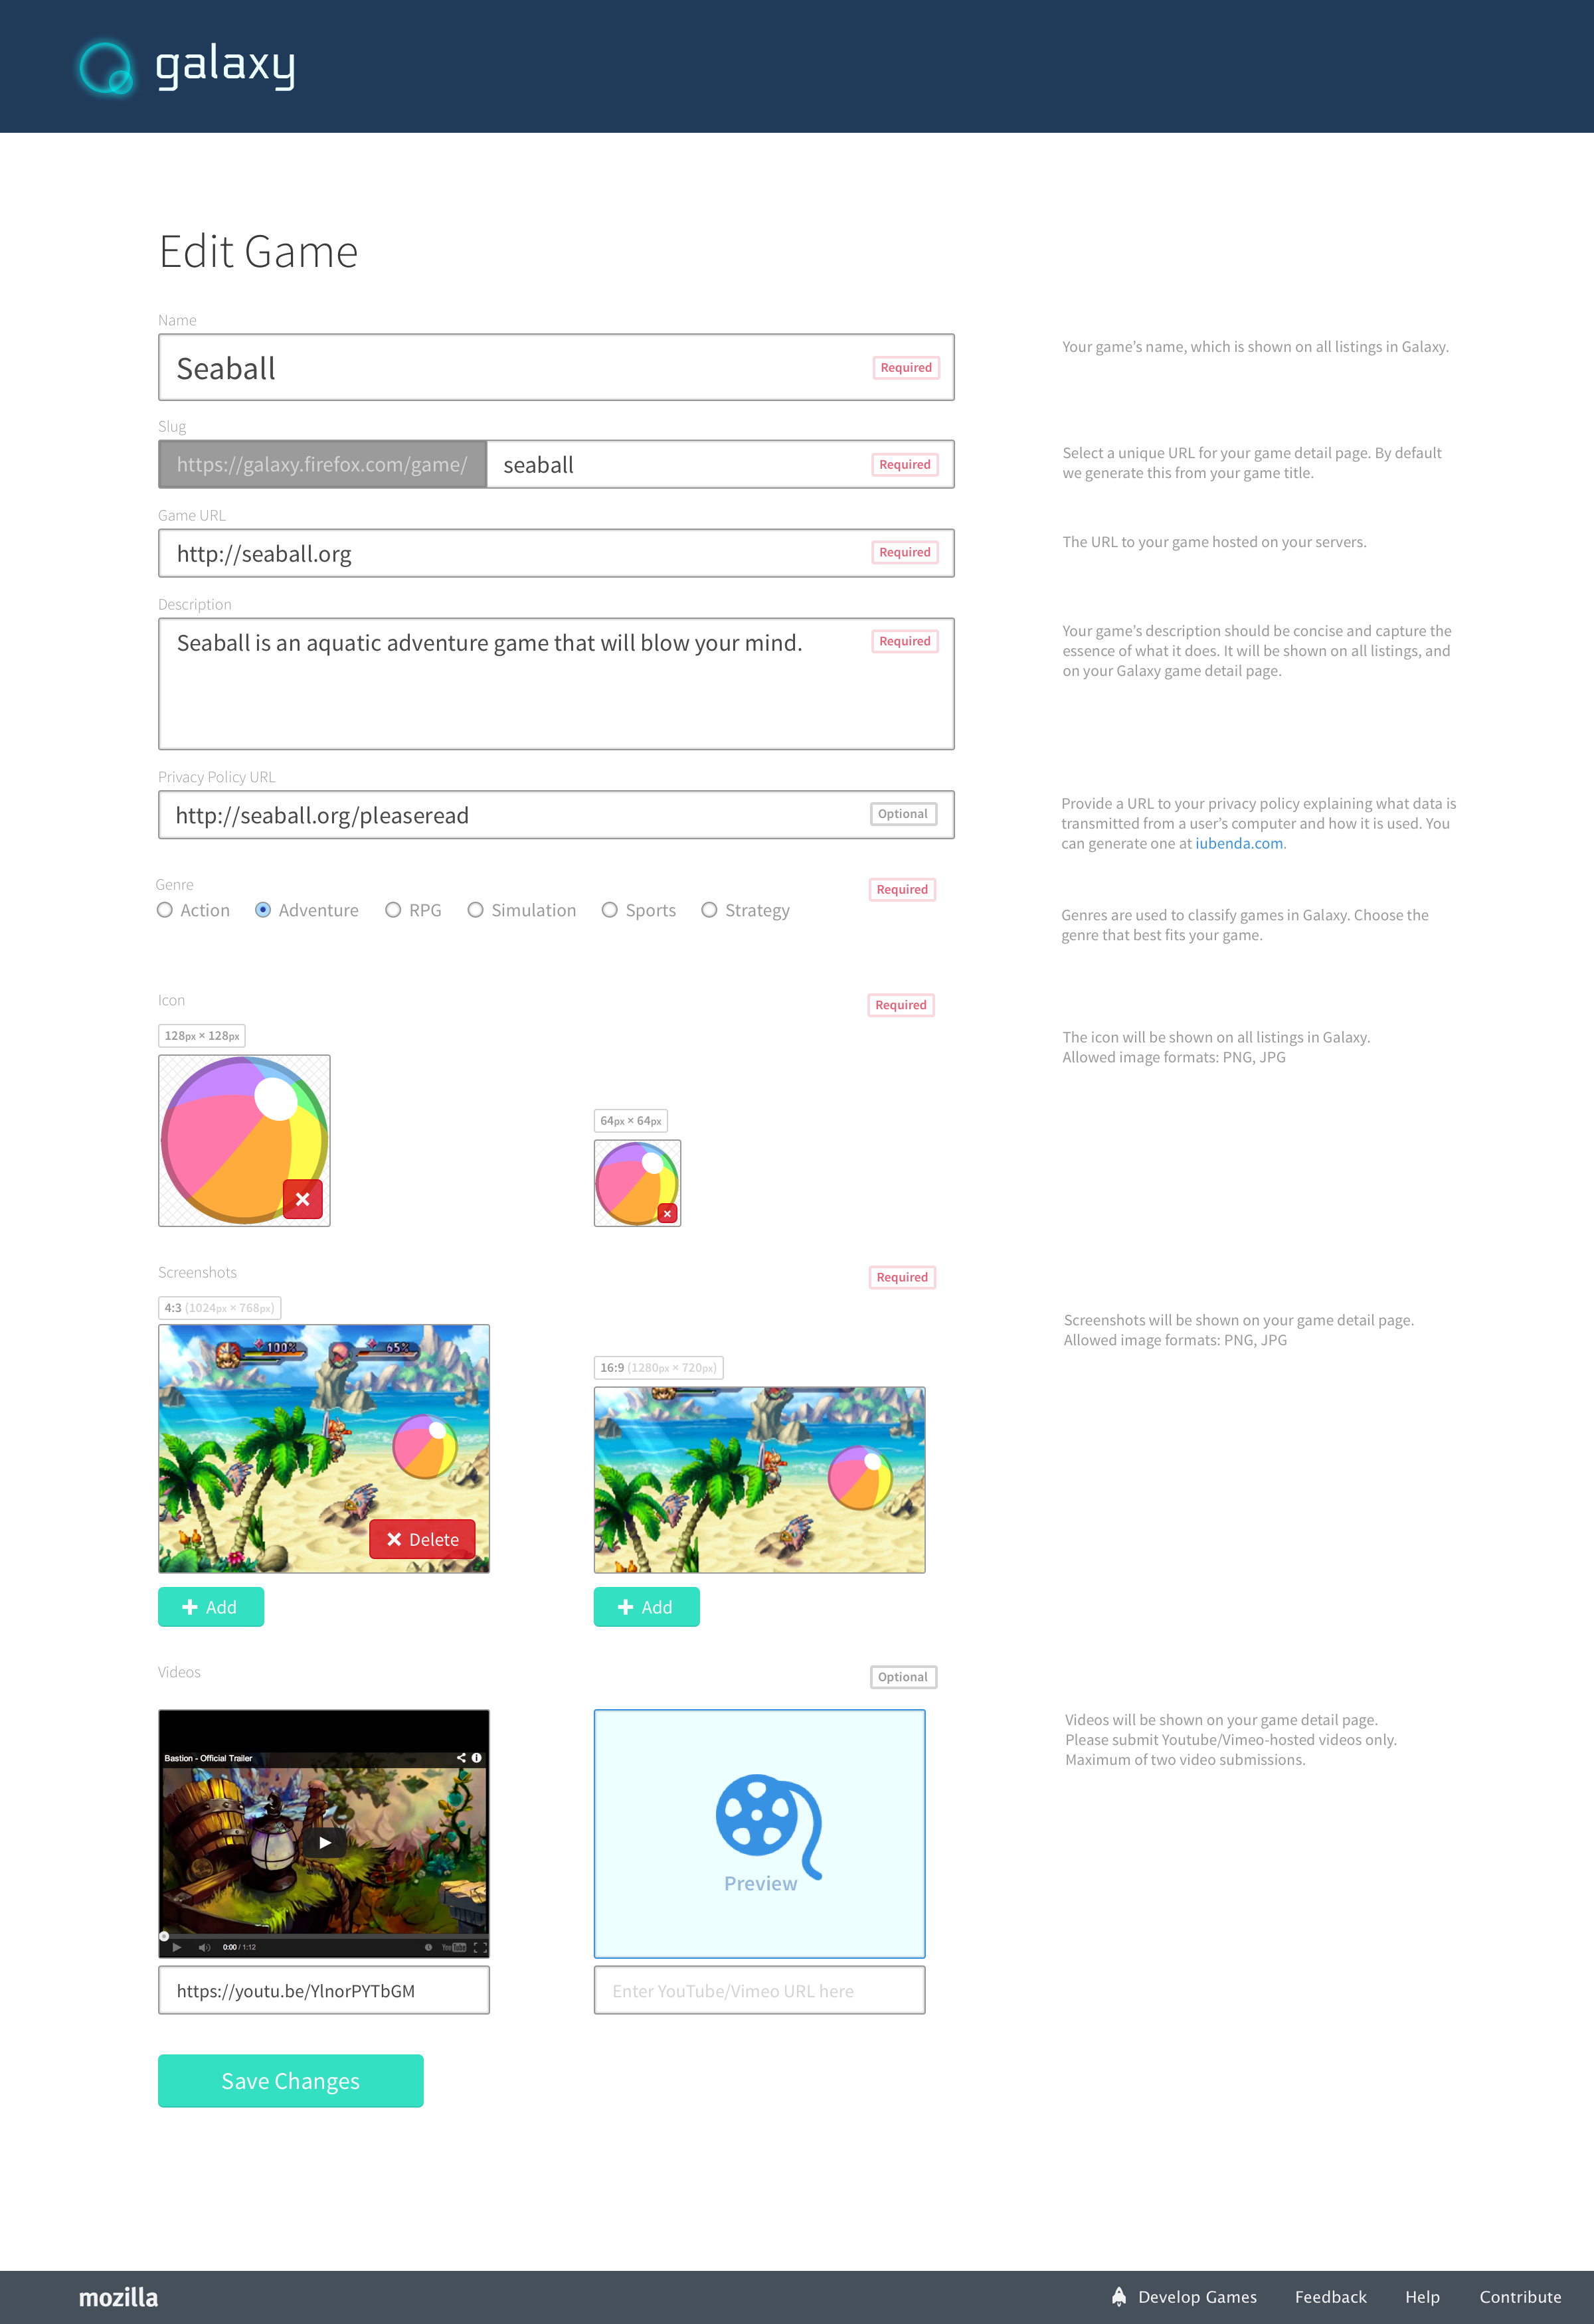 galaxy
Edit Game
Name
Seaball
Required
Your game's name, which is shown on all listings in Galaxy.
Slug
https://galaxy.firefox.com/game/
seaball
Required
Select a unique URL for your game detail page. By default
we generate this from your game title.
Game URL
http://seaball.org
Required
The URL to your game hosted on your servers.
Description
Seaball is an aquatic adventure game that will blow your mind.
Required
Your game's description should be concise and capture the
essence of what it does. It will be shown on all listings, and
on your Galaxy game detail page.
Privacy Policy URL
http://seaball.org/pleaseread
Optional
Provide a URL to your privacy policy explaining what data is
transmitted from a user's computer and how it is used. You
can generate one at iubenda.com.
Genre
Required
Action
Adventure
RPG
Simulation
Sports
Strategy
Genres are used to classify games in Galaxy. Choose the
genre that best fits your game.
Icon
Required
128px × 128px
The icon will be shown on all listings in Galaxy.
Allowed image formats: PNG, JPG
64px × 64px
Screenshots
Required
4:3 (1024px × 768px)
100%
65%
Screenshots will be shown on your game detail page.
Allowed image formats: PNG, JPG
16:9 (1280px × 720px)
Delete
Add
Add
Videos
Optional
Videos will be shown on your game detail page.
Please submit Youtube/Vimeo-hosted videos only.
Maximum of two video submissions.
Bastion - Official Trailer
Preview
0:00 / 1:12
YouTube
https://youtu.be/YlnorPYTbGM
Enter YouTube/Vimeo URL here
Save Changes
mozilla
Develop Games
Feedback
Help
Contribute